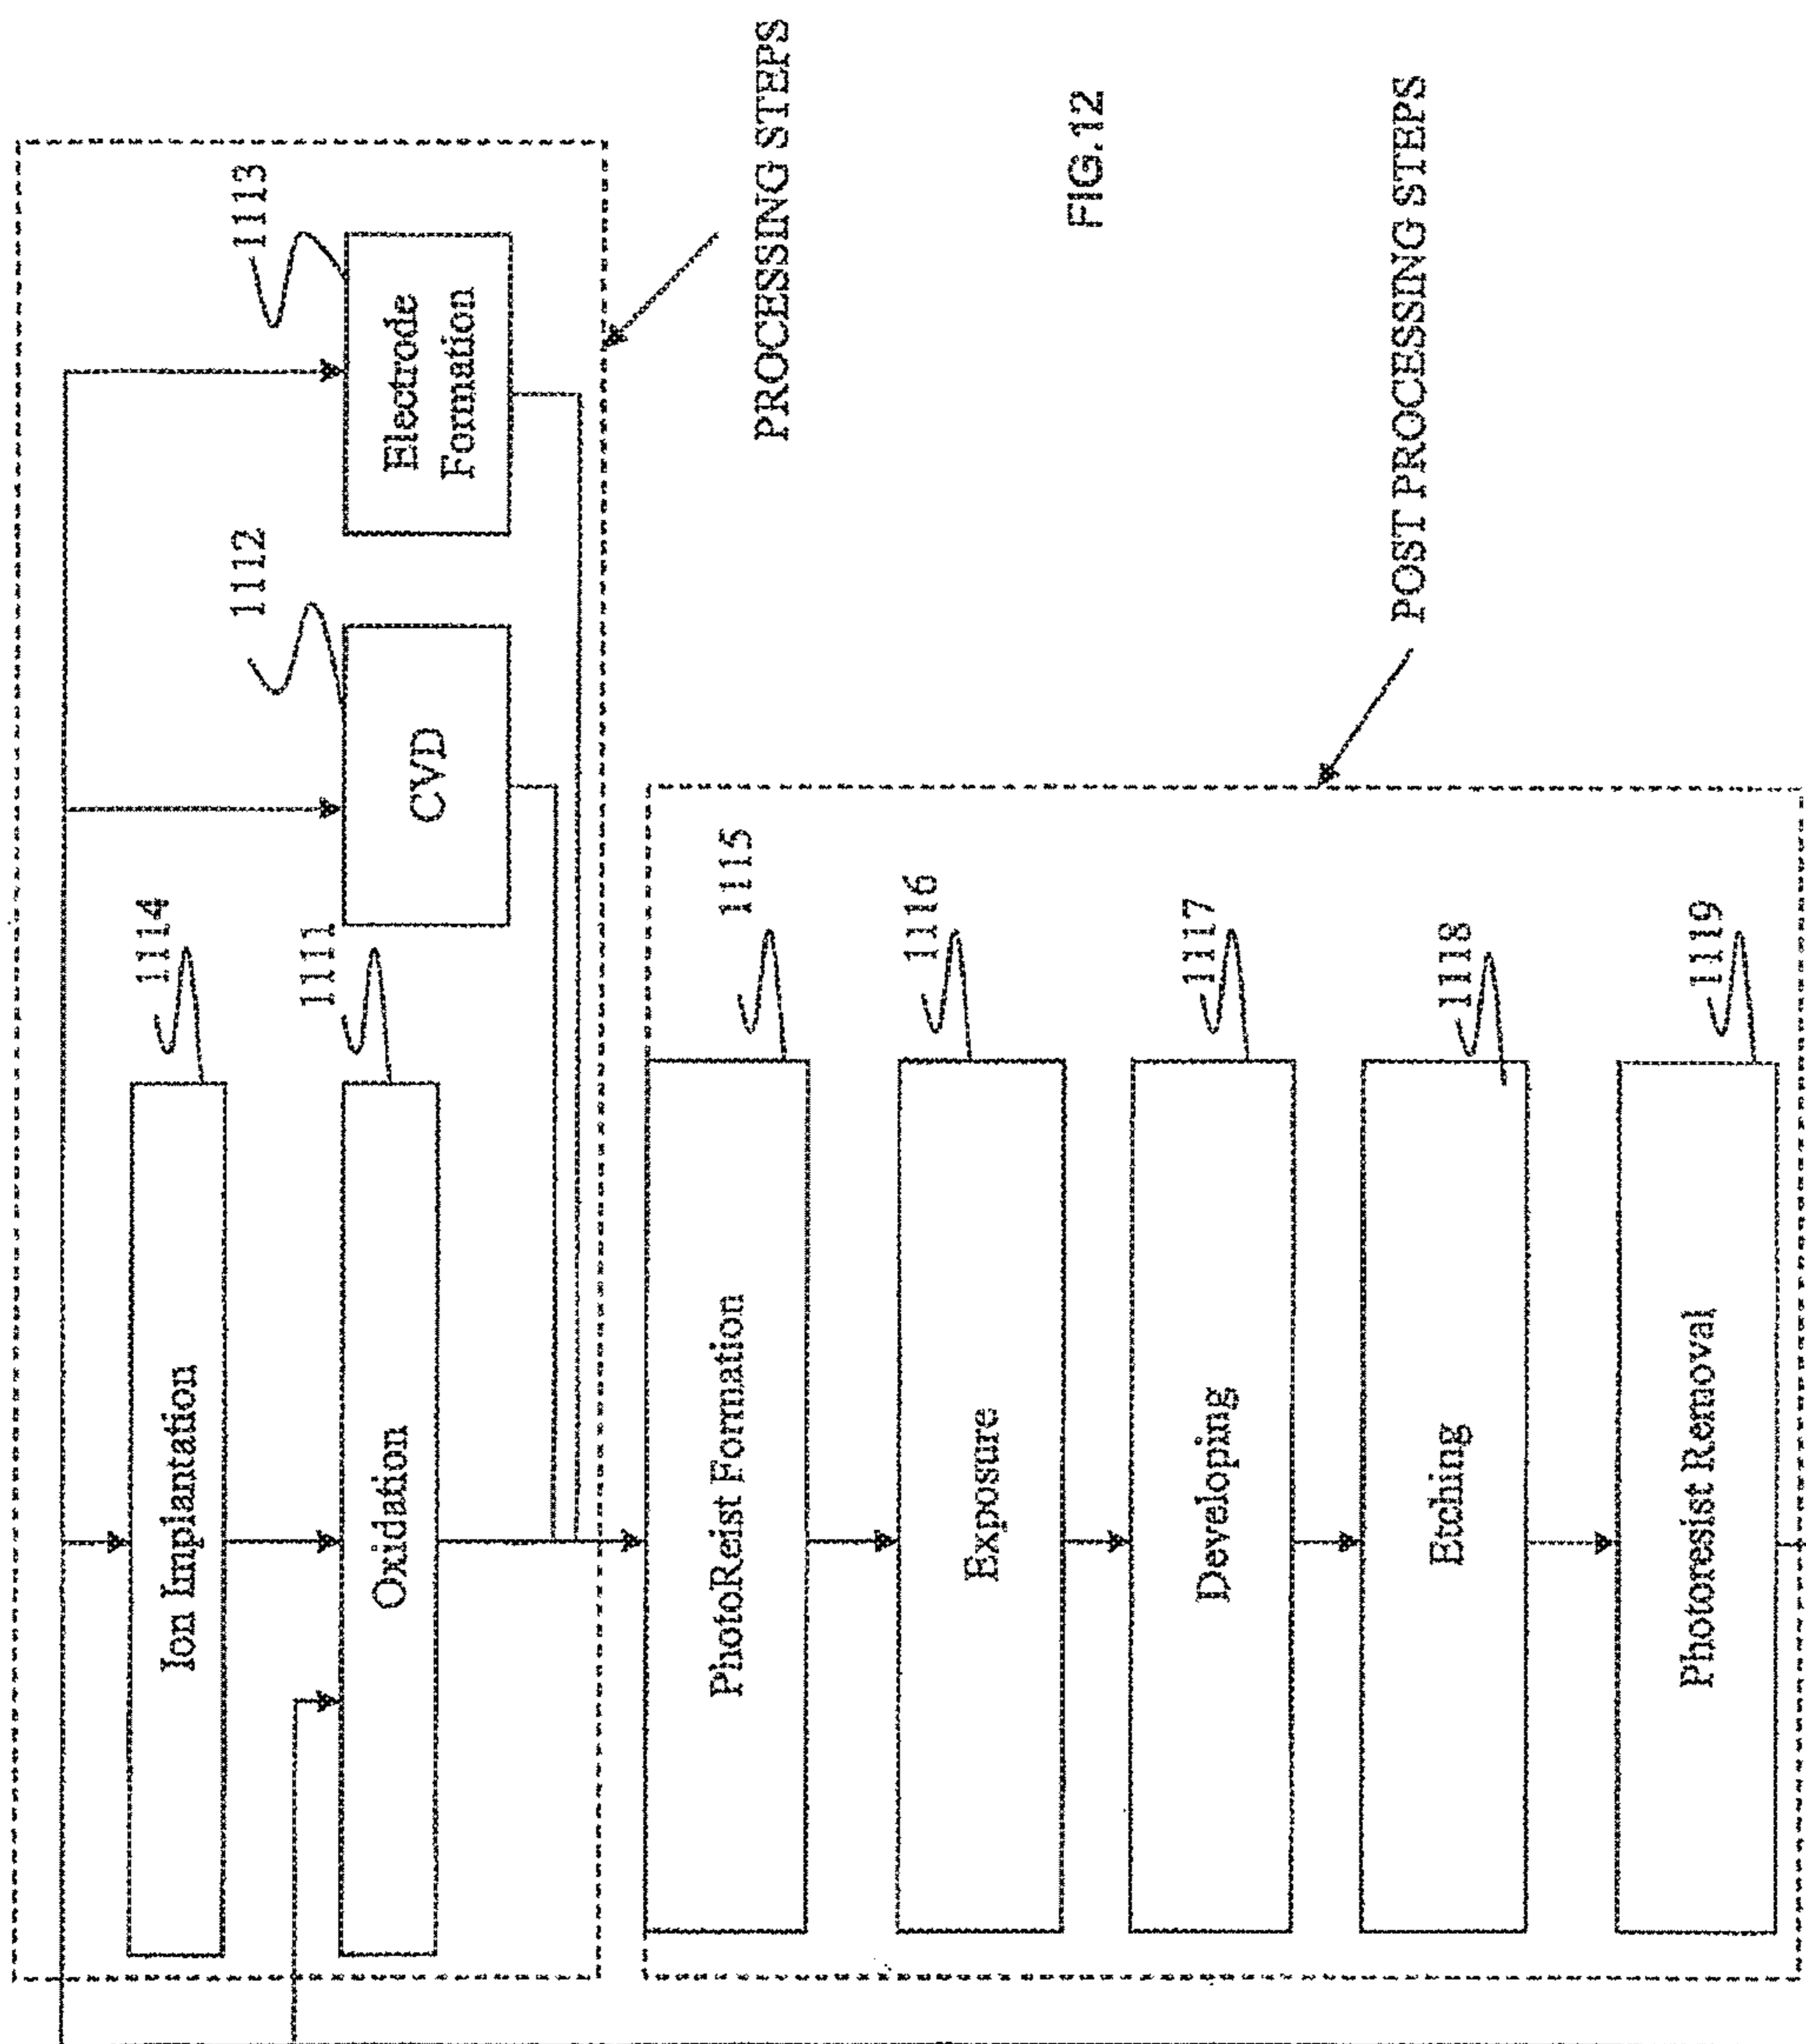 1114
Ion Implantation
1111
Oxidation
1112
CVD
1113
Electrode
Formation
PROCESSING STEPS
1115
PhotoReist Formation
1116
Exposure
1117
Developing
1118
Etching
1119
Photoresist Removal
POST PROCESSING STEPS
FIG.12